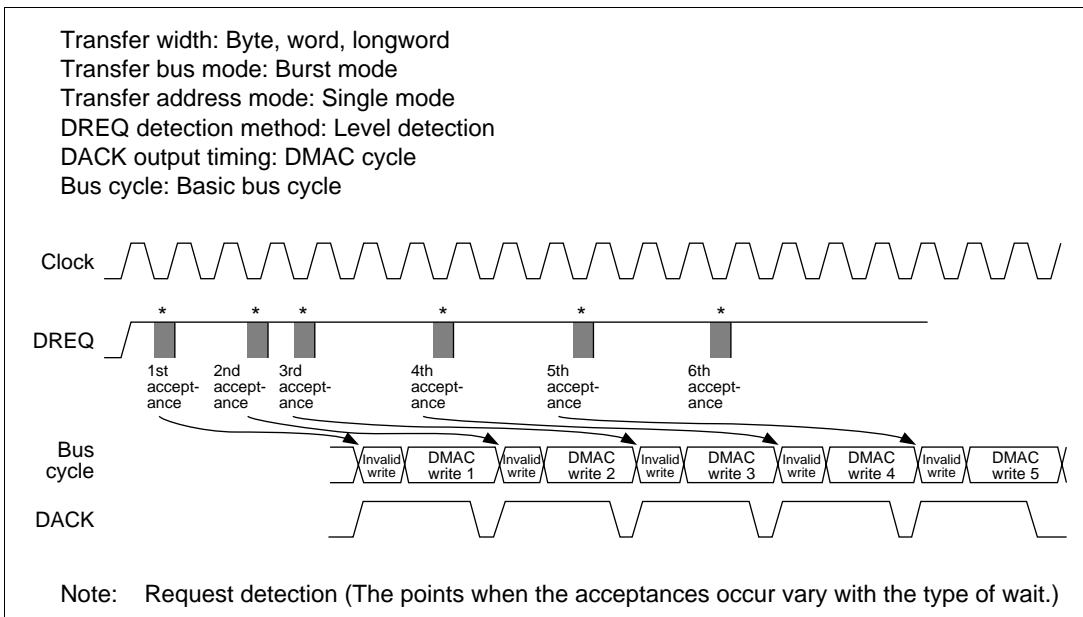 Transfer width: Byte, word, longword
Transfer bus mode: Burst mode
Transfer address mode: Single mode
DREQ detection method: Level detection
DACK output timing: DMAC cycle
Bus cycle: Basic bus cycle
Clock
* * * * * *
DREQ
1st 2nd 3rd 4th 5th 6th
accept- accept- accept- accept- accept- accept-
ance ance ance ance ance ance
Bus cycle
Invalid write
DMAC write 1
Invalid write
DMAC write 2
Invalid write
DMAC write 3
Invalid write
DMAC write 4
Invalid write
DMAC write 5
DACK
Note: Request detection (The points when the acceptances occur vary with the type of wait.)